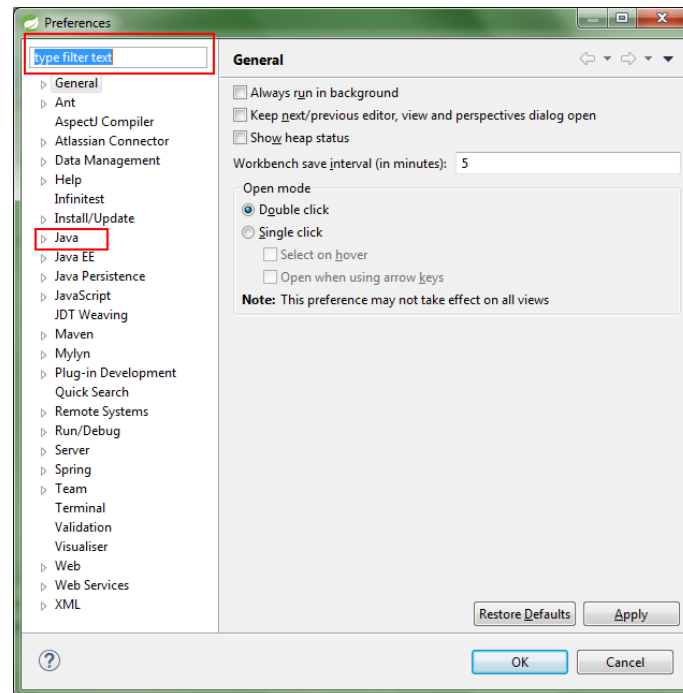 Preferences
type filter text
General
Ant
AspectJ Compiler
Atlassian Connector
Data Management
Help
Infinitest
Install/Update
Java
Java EE
Java Persistence
JavaScript
JDT Weaving
Maven
Mylyn
Plug-in Development
Quick Search
Remote Systems
Run/Debug
Server
Spring
Team
Terminal
Validation
Visualiser
Web
Web Services
XML
General
Always run in background
Keep next/previous editor, view and perspectives dialog open
Show heap status
Workbench save interval (in minutes): 5
Open mode
Double click
Single click
Select on hover
Open when using arrow keys
Note: This preference may not take effect on all views
Restore Defaults Apply
? OK Cancel